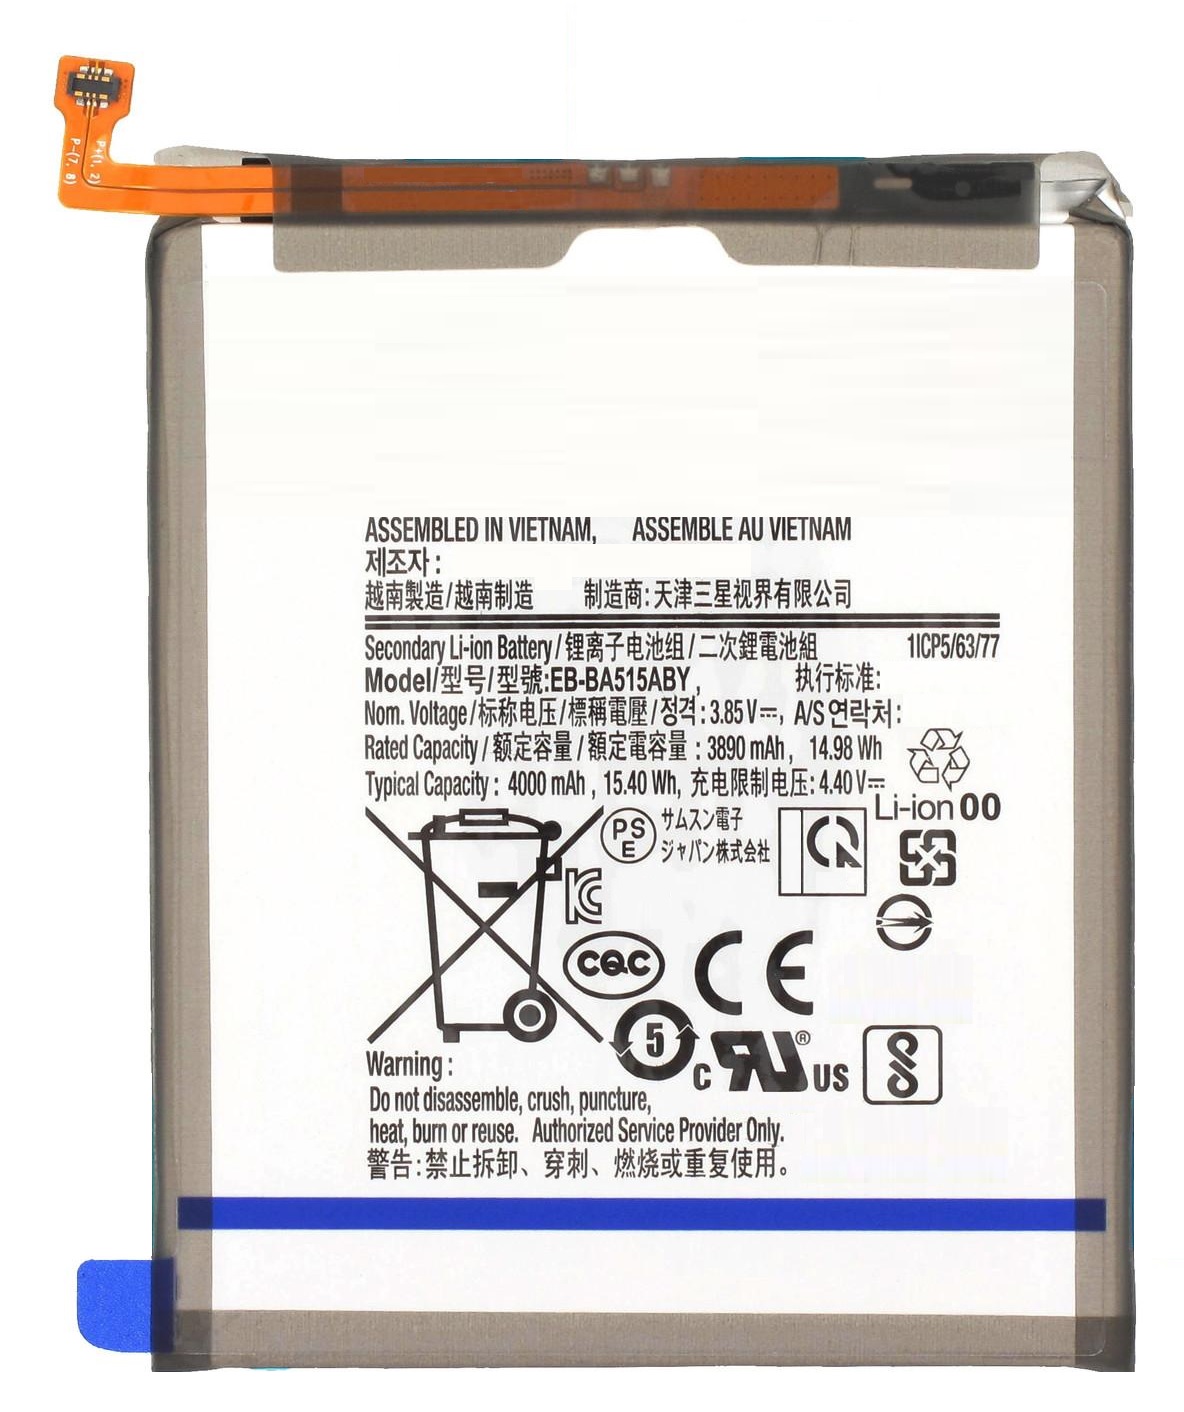 P+(1, 2)
P-(7, 8)
ASSEMBLED IN VIETNAM, ASSEMBLE AU VIETNAM
제조자 :
越南製造/越南制造 制造商:天津三星视界有限公司
Secondary Li-ion Battery / 锂离子电池组 / 二次鋰電池組 1ICP5/63/77
Model/型号/型號:EB-BA515ABY , 执行标准:
Nom. Voltage/标称电压/標稱電壓/정격:3.85V⎓, A/S연락처:
Rated Capacity / 额定容量 / 額定電容量 : 3890 mAh, 14.98 Wh
Typical Capacity : 4000 mAh , 15.40 Wh, 充电限制电压:4.40V⎓
Li-ion 00
PS
E
サムスン電子
ジャパン株式会社
KC
CQC
CE
5
c RU ® US
Warning :
Do not disassemble, crush, puncture,
heat, burn or reuse. Authorized Service Provider Only.
警告:禁止拆卸、穿刺、燃烧或重复使用。